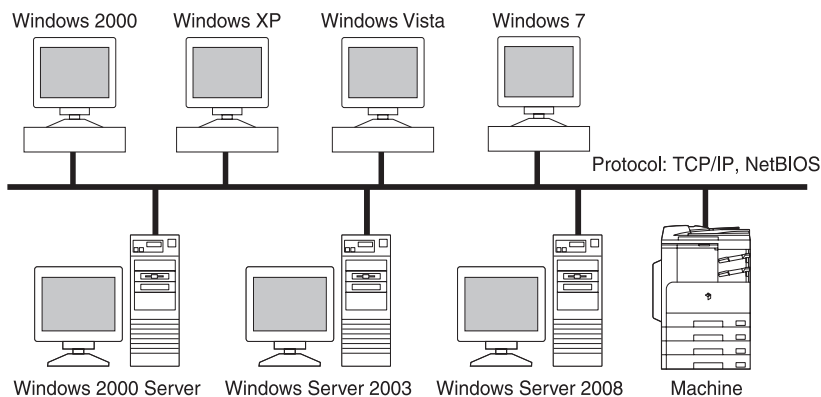 Windows 2000
Windows XP
Windows Vista
Windows 7
Protocol: TCP/IP, NetBIOS
Windows 2000 Server
Windows Server 2003
Windows Server 2008
Machine